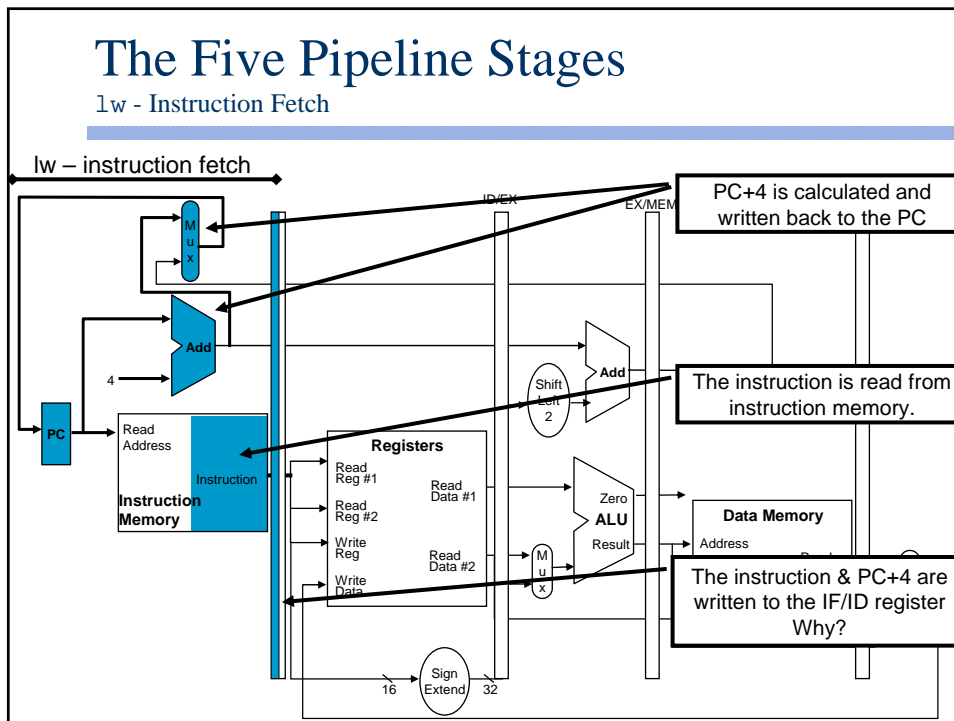 The Five Pipeline Stages
lw - Instruction Fetch
lw – instruction fetch
ID/EX
EX/MEM
PC+4 is calculated and
written back to the PC
M
u
x
Add
4
PC
Read
Address
Instruction
Instruction
Memory
Shift
Left
2
Add
The instruction is read from
instruction memory.
Registers
Read
Reg #1
Read
Reg #2
Write
Reg
Write
Data
Read
Data #1
Read
Data #2
M
u
x
Zero
ALU
Result
Data Memory
Address
The instruction & PC+4 are
written to the IF/ID register
Why?
16
Sign
Extend
32